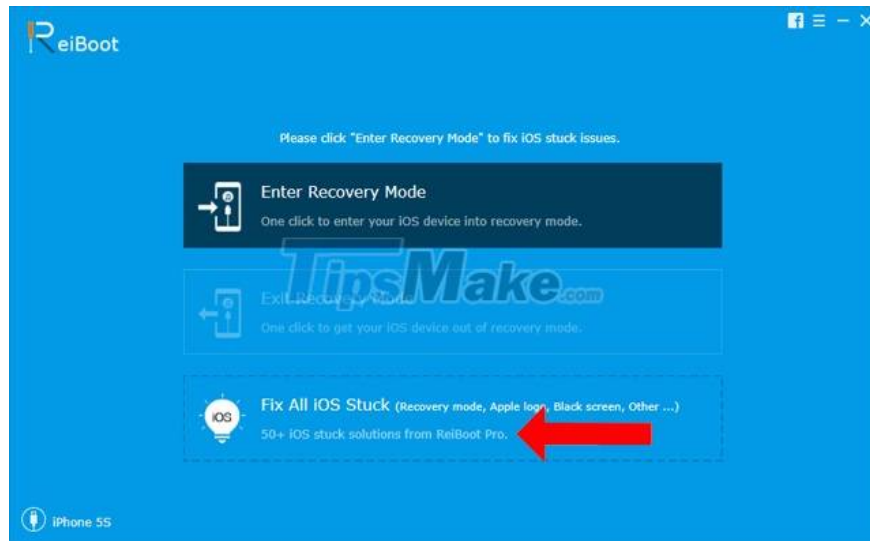 ReiBoot
Please click "Enter Recovery Mode" to fix iOS stuck issues.
Enter Recovery Mode
One click to enter your iOS device into recovery mode.
TipsMake.com
Exit Recovery Mode
One click to get your iOS device out of recovery mode.
Fix All iOS Stuck (Recovery mode, Apple logo, Black screen, Other ...)
iOS
50+ iOS stuck solutions from ReiBoot Pro.
iPhone 5S